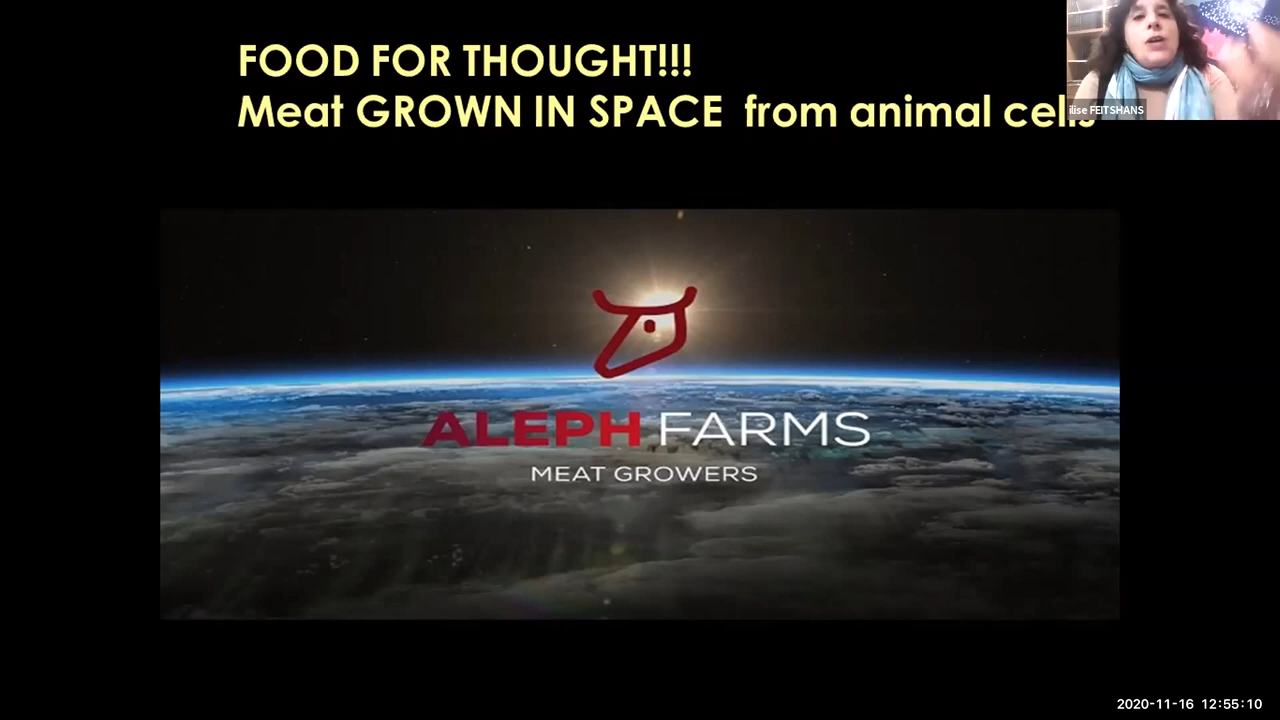 FOOD FOR THOUGHT!!!
Meat GROWN IN SPACE from animal cells
ilise FEITSHANS
ALEPH FARMS
MEAT GROWERS
2020-11-16 12:55:10